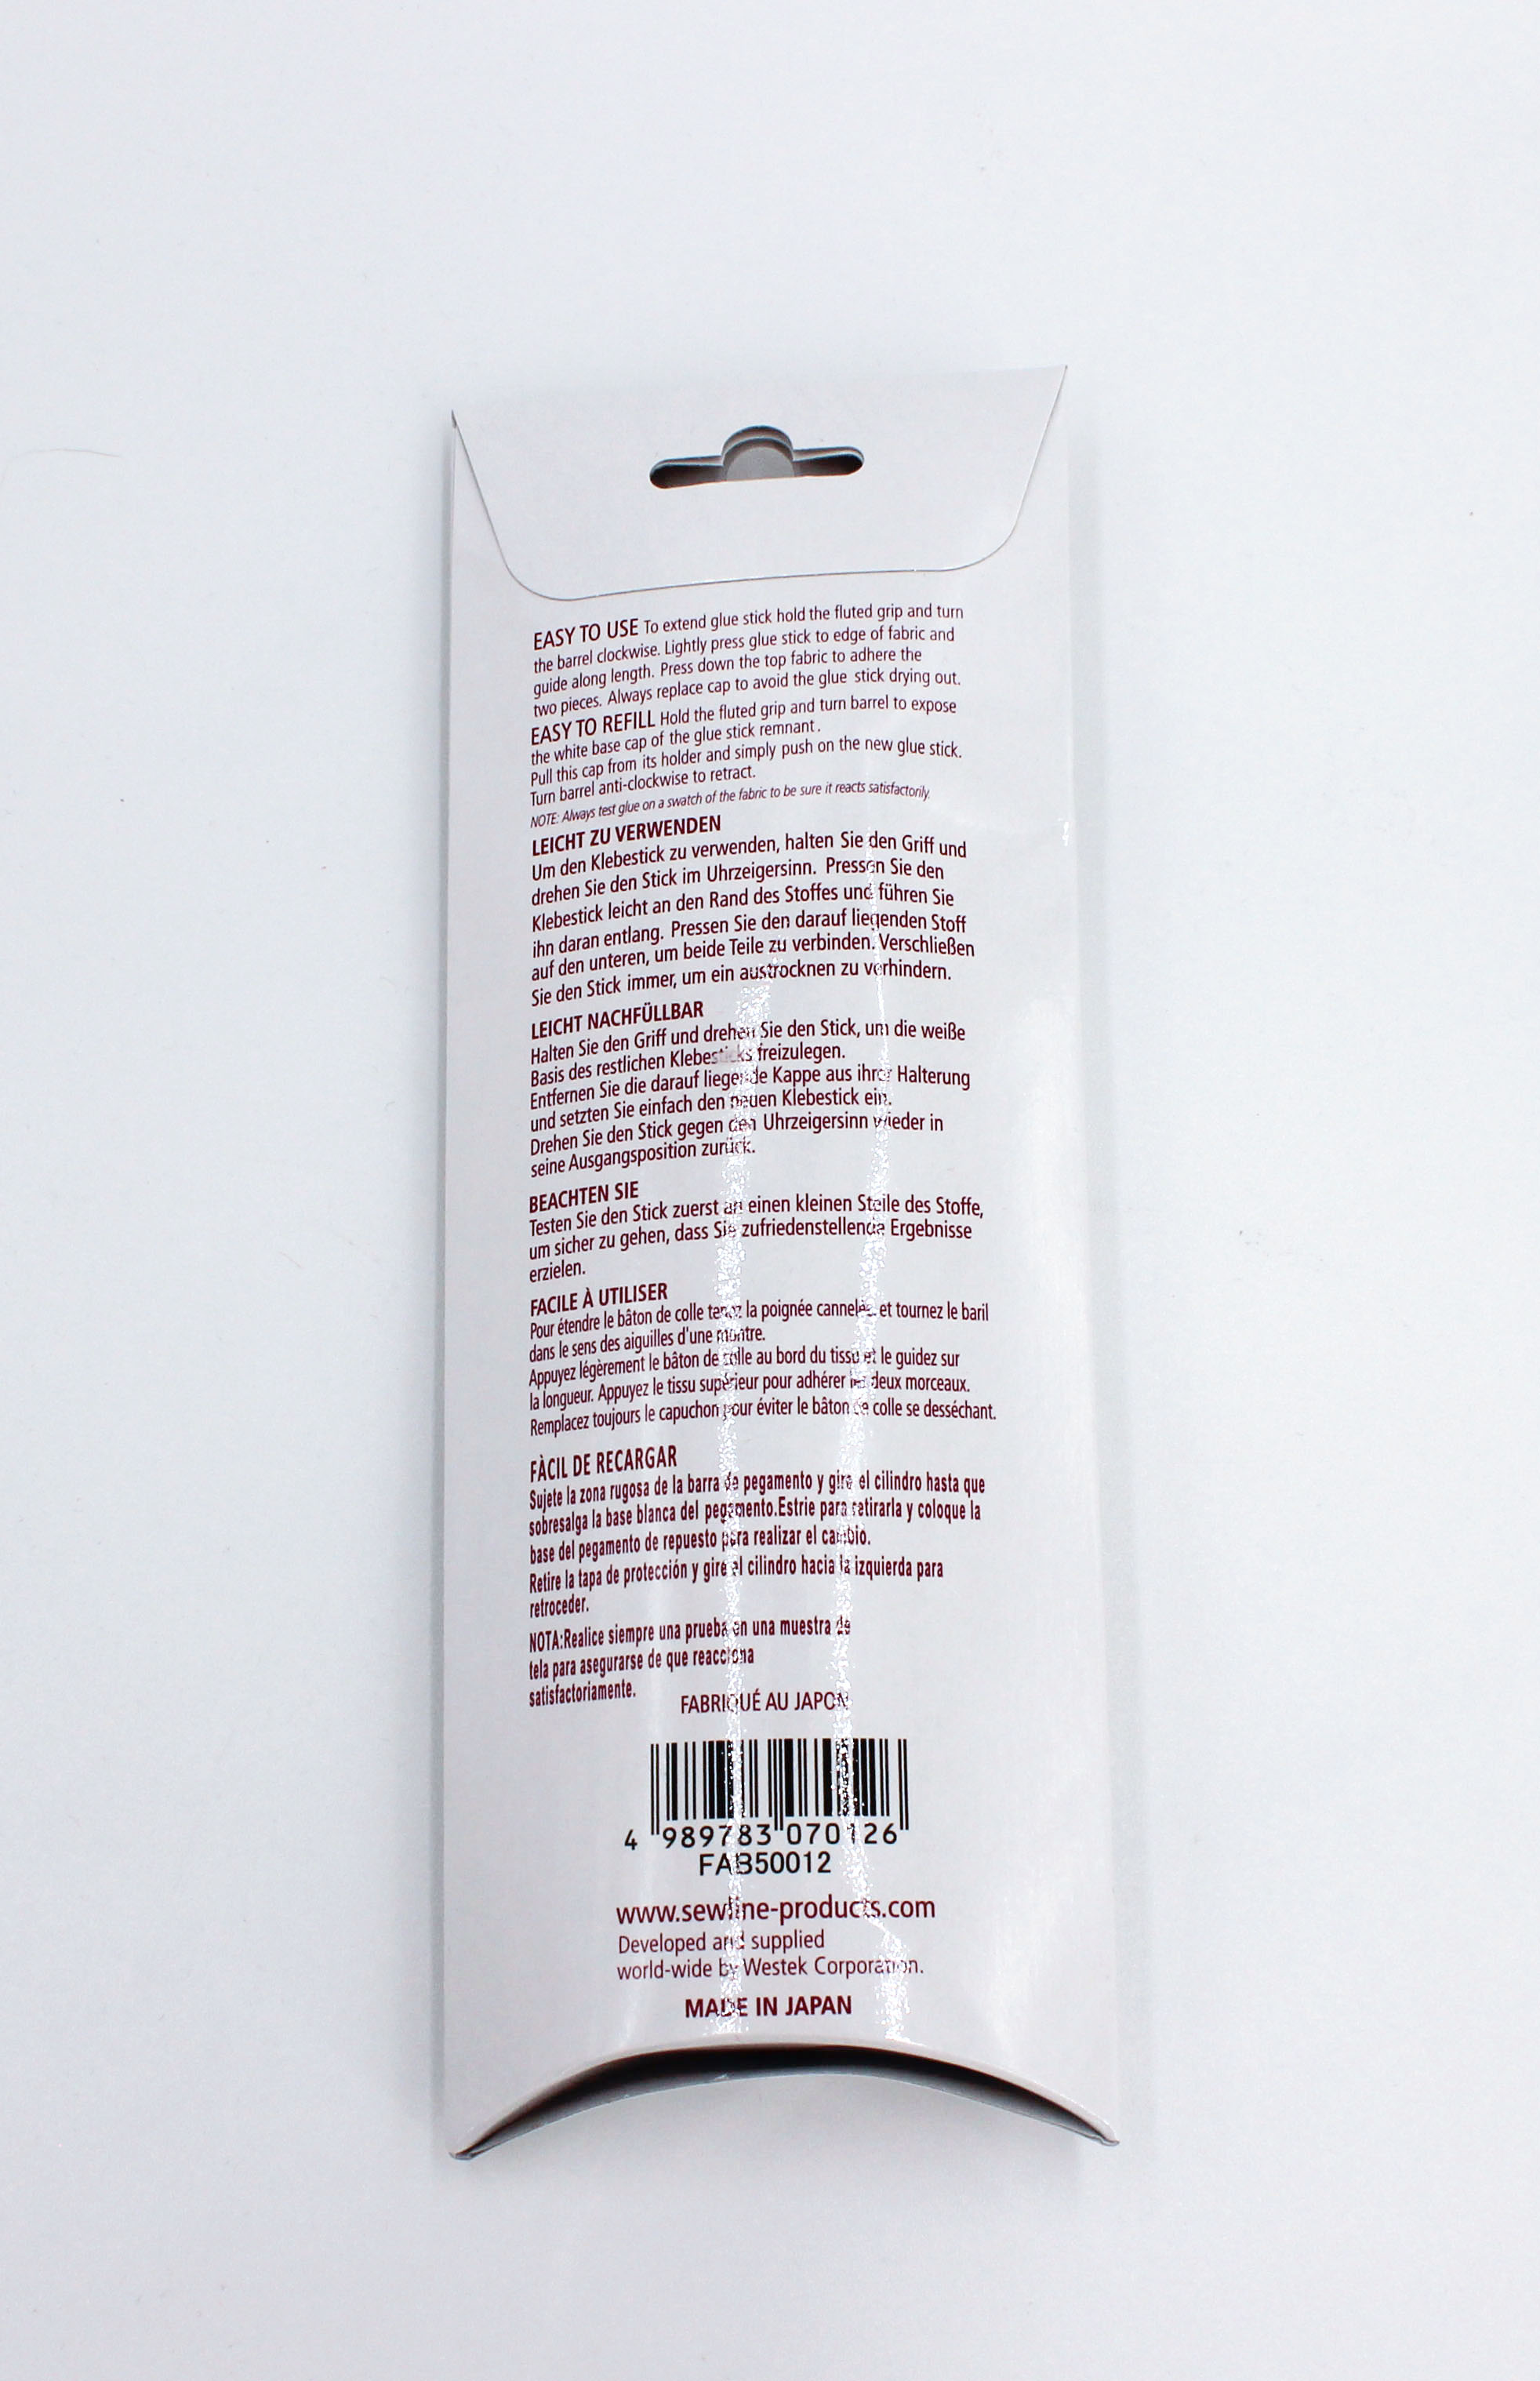 EASY TO USE To extend glue stick hold the fluted grip and turn
the barrel clockwise. Lightly press glue stick to edge of fabric and
guide along length. Press down the top fabric to adhere the
two pieces. Always replace cap to avoid the glue stick drying out.
EASY TO REFILL Hold the fluted grip and turn barrel to expose
the white base cap of the glue stick remnant.
Pull this cap from its holder and simply push on the new glue stick.
Turn barrel anti-clockwise to retract.
NOTE: Always test glue on a swatch of the fabric to be sure it reacts satisfactorily.
LEICHT ZU VERWENDEN
Um den Klebestick zu verwenden, halten Sie den Griff und
drehen Sie den Stick im Uhrzeigersinn. Pressen Sie den
Klebestick leicht an den Rand des Stoffes und führen Sie
ihn daran entlang. Pressen Sie den darauf liegenden Stoff
auf den unteren, um beide Teile zu verbinden. Verschließen
Sie den Stick immer, um ein austrocknen zu verhindern.
LEICHT NACHFÜLLBAR
Halten Sie den Griff und drehen Sie den Stick, um die weiße
Basis des restlichen Klebesticks freizulegen.
Entfernen Sie die darauf liegende Kappe aus ihrer Halterung
und setzten Sie einfach den neuen Klebestick ein.
Drehen Sie den Stick gegen den Uhrzeigersinn wieder in
seine Ausgangsposition zurück.
BEACHTEN SIE
Testen Sie den Stick zuerst an einen kleinen Steile des Stoffe,
um sicher zu gehen, dass Sie zufriedenstellende Ergebnisse
erzielen.
FACILE À UTILISER
Pour étendre le bâton de colle tenez la poignée cannelée et tournez le baril
dans le sens des aiguilles d'une montre.
Appuyez légèrement le bâton de colle au bord du tissu et le guidez sur
la longueur. Appuyez le tissu supérieur pour adhérer les deux morceaux.
Remplacez toujours le capuchon pour éviter le bâton de colle se desséchant.
FÀCIL DE RECARGAR
Sujete la zona rugosa de la barra de pegamento y gire el cilindro hasta que
sobresalga la base blanca del pegamento.Estrie para retirarla y coloque la
base del pegamento de repuesto para realizar el cambio.
Retire la tapa de protección y gire el cilindro hacia la izquierda para
retroceder.
NOTA:Realice siempre una prueba en una muestra de
tela para asegurarse de que reacciona
satisfactoriamente.
FABRIQUÉ AU JAPON
4 989783 070126
FAB50012
www.sewline-products.com
Developed and supplied
world-wide by Westek Corporation.
MADE IN JAPAN